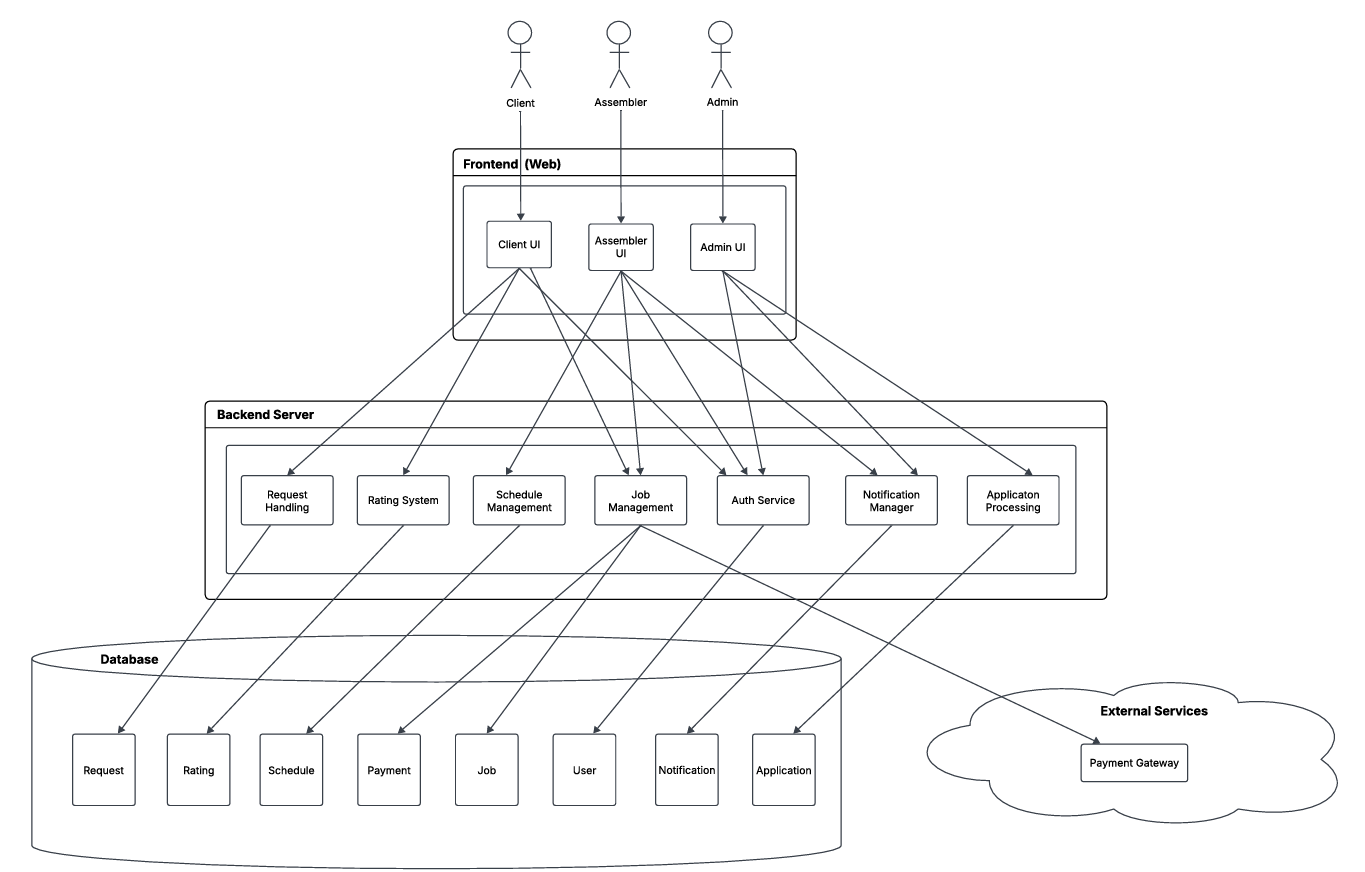 Client
Assembler
Admin
Frontend (Web)
Client UI
Assembler
UI
Admin UI
Backend Server
Request
Handling
Rating System
Schedule
Management
Job
Management
Auth Service
Notification
Manager
Applicaton
Processing
Database
Request
Rating
Schedule
Payment
Job
User
Notification
Application
External Services
Payment Gateway